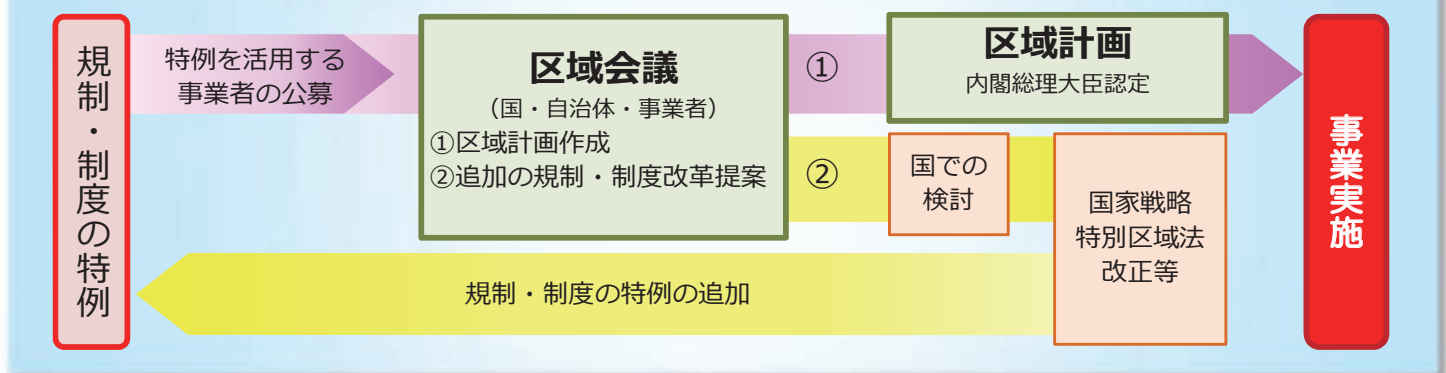 規制・制度の特例
特例を活用する
事業者の公募
区域会議
（国・自治体・事業者）
①区域計画作成
②追加の規制・制度改革提案
①
区域計画
内閣総理大臣認定
②
国での
検討
国家戦略
特別区域法
改正等
規制・制度の特例の追加
事業実施